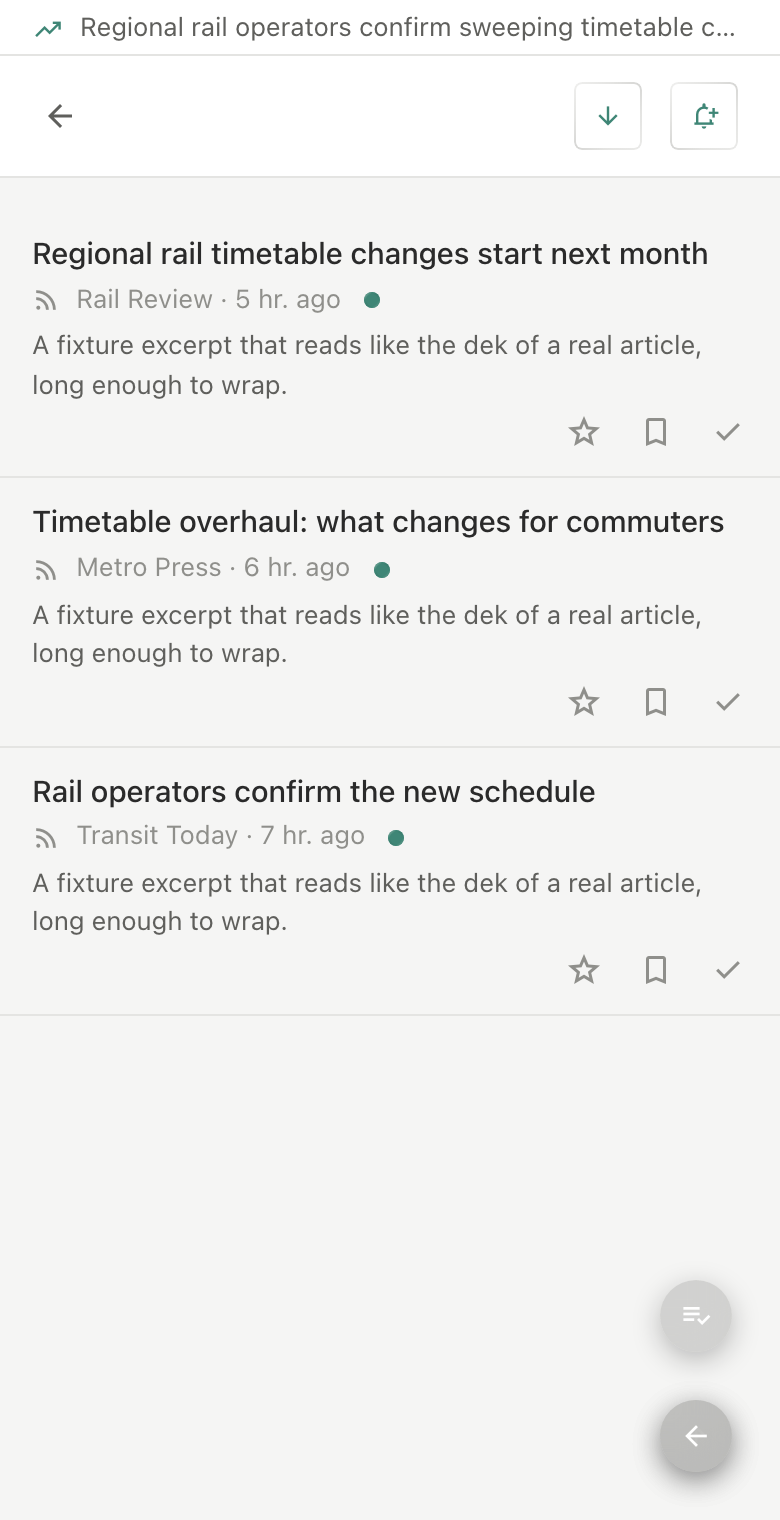 Regional rail operators confirm sweeping timetable c...
Regional rail timetable changes start next month
Rail Review · 5 hr. ago
A fixture excerpt that reads like the dek of a real article,
long enough to wrap.
Timetable overhaul: what changes for commuters
Metro Press · 6 hr. ago
A fixture excerpt that reads like the dek of a real article,
long enough to wrap.
Rail operators confirm the new schedule
Transit Today · 7 hr. ago
A fixture excerpt that reads like the dek of a real article,
long enough to wrap.